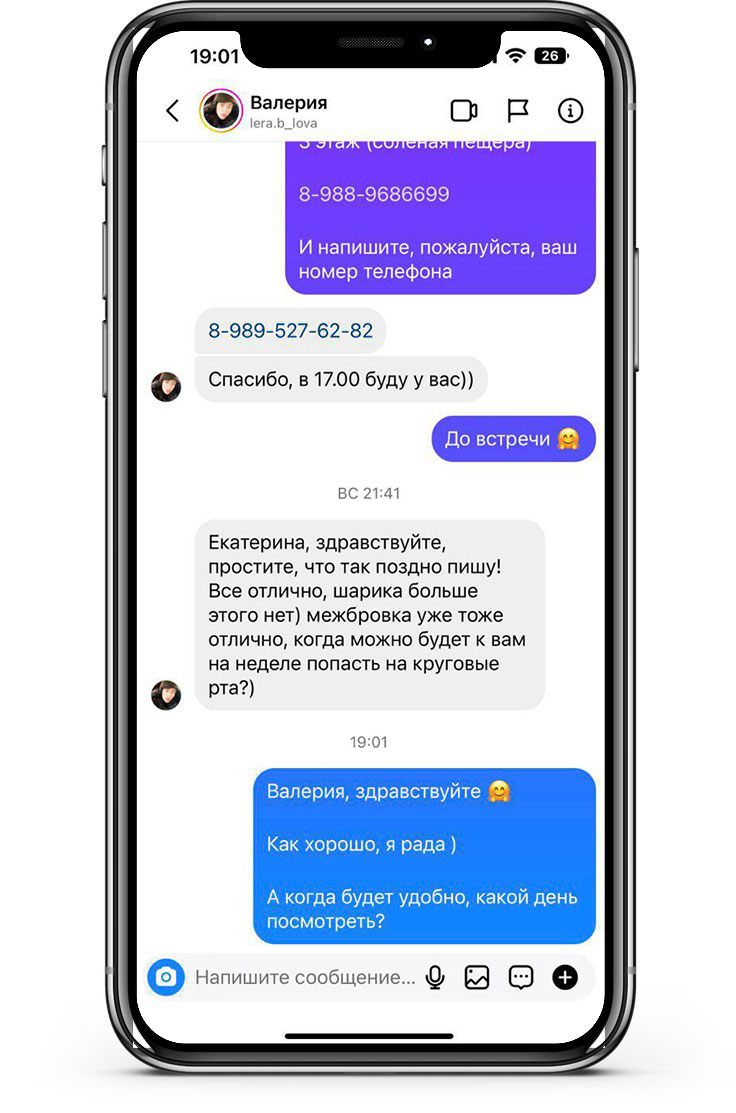 19:01
26
Валерия
lera.b_lova
3 этаж (соленая пещера)
8-988-9686699
И напишите, пожалуйста, ваш
номер телефона
8-989-527-62-82
Спасибо, в 17.00 буду у вас))
До встречи 🤗
ВС 21:41
Екатерина, здравствуйте,
простите, что так поздно пишу!
Все отлично, шарика больше
этого нет) межбровка уже тоже
отлично, когда можно будет к вам
на неделе попасть на круговые
рта?)
19:01
Валерия, здравствуйте 🤗
Как хорошо, я рада )
А когда будет удобно, какой день
посмотреть?
Напишите сообщение...